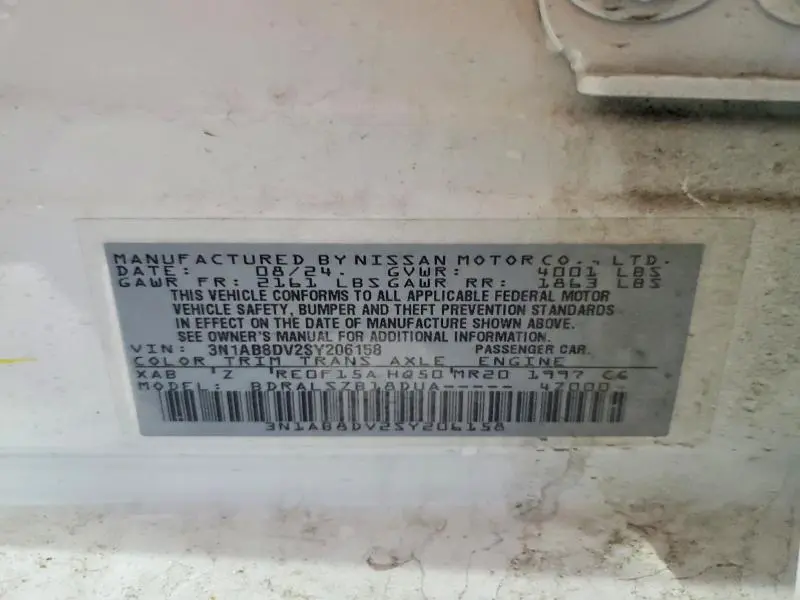 MANUFACTURED BY NISSAN MOTOR CO., LTD.
DATE: 08/24. GVWR: 4001 LBS
GAWR FR: 2161 LBS GAWR RR: 1863 LBS
THIS VEHICLE CONFORMS TO ALL APPLICABLE FEDERAL MOTOR
VEHICLE SAFETY, BUMPER AND THEFT PREVENTION STANDARDS
IN EFFECT ON THE DATE OF MANUFACTURE SHOWN ABOVE.
SEE OWNER'S MANUAL FOR ADDITIONAL INFORMATION.
VIN: 3N1AB8DV2SY206158 PASSENGER CAR.
COLOR TRIM TRANS AXLE ENGINE
XAB 'Z RE0F15A HQ50 'MR20 1997 CC
MODEL: BDRALSZB18DUA----- 47000-
3N1AB8DV2SY206158